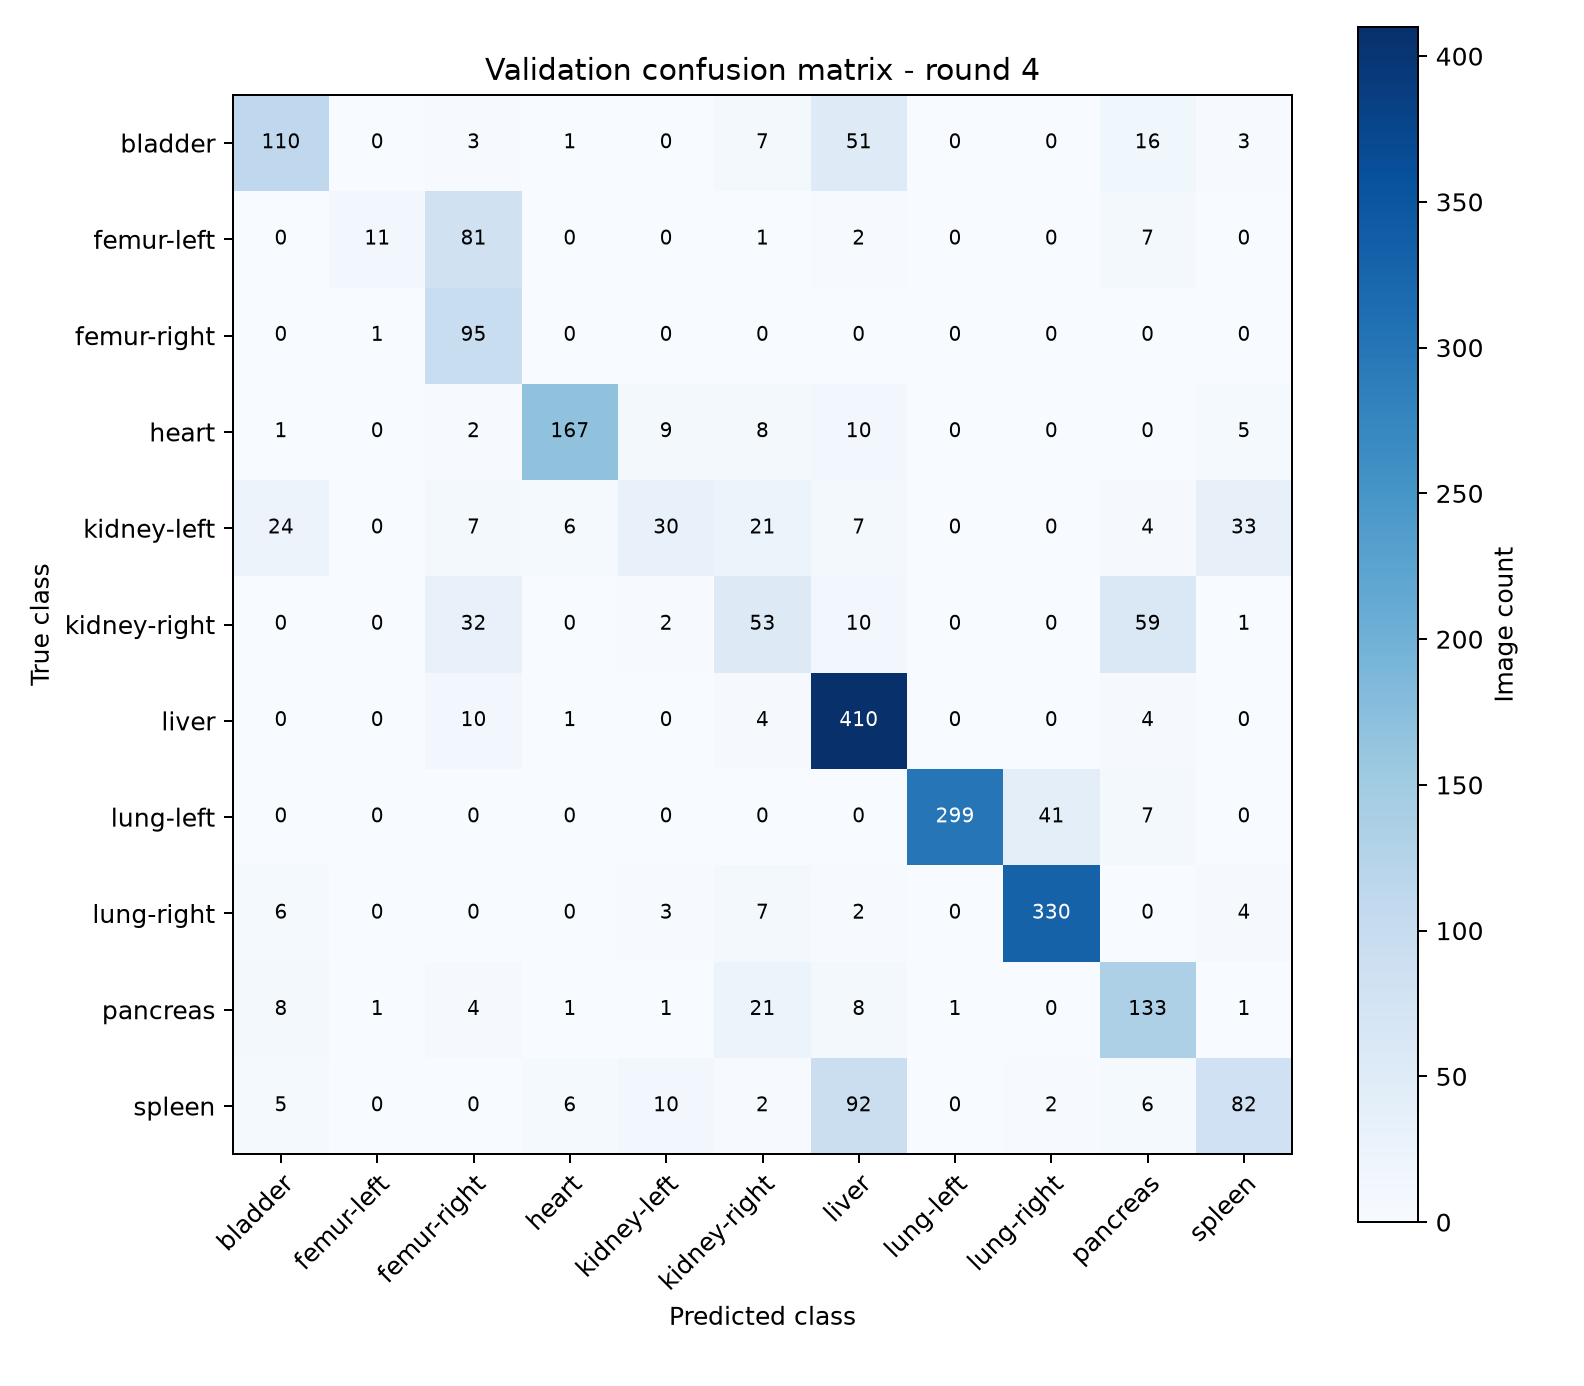 Validation confusion matrix - round 4
bladder 110 0 3 1 0 7 51 0 0 16 3
femur-left 0 11 81 0 0 1 2 0 0 7 0
femur-right 0 1 95 0 0 0 0 0 0 0 0
heart 1 0 2 167 9 8 10 0 0 0 5
kidney-left 24 0 7 6 30 21 7 0 0 4 33
kidney-right 0 0 32 0 2 53 10 0 0 59 1
liver 0 0 10 1 0 4 410 0 0 4 0
lung-left 0 0 0 0 0 0 0 299 41 7 0
lung-right 6 0 0 0 3 7 2 0 330 0 4
pancreas 8 1 4 1 1 21 8 1 0 133 1
spleen 5 0 0 6 10 2 92 0 2 6 82
bladder femur-left femur-right heart kidney-left kidney-right liver lung-left lung-right pancreas spleen
Predicted class
True class
400
350
300
250
200
150
100
50
0
Image count